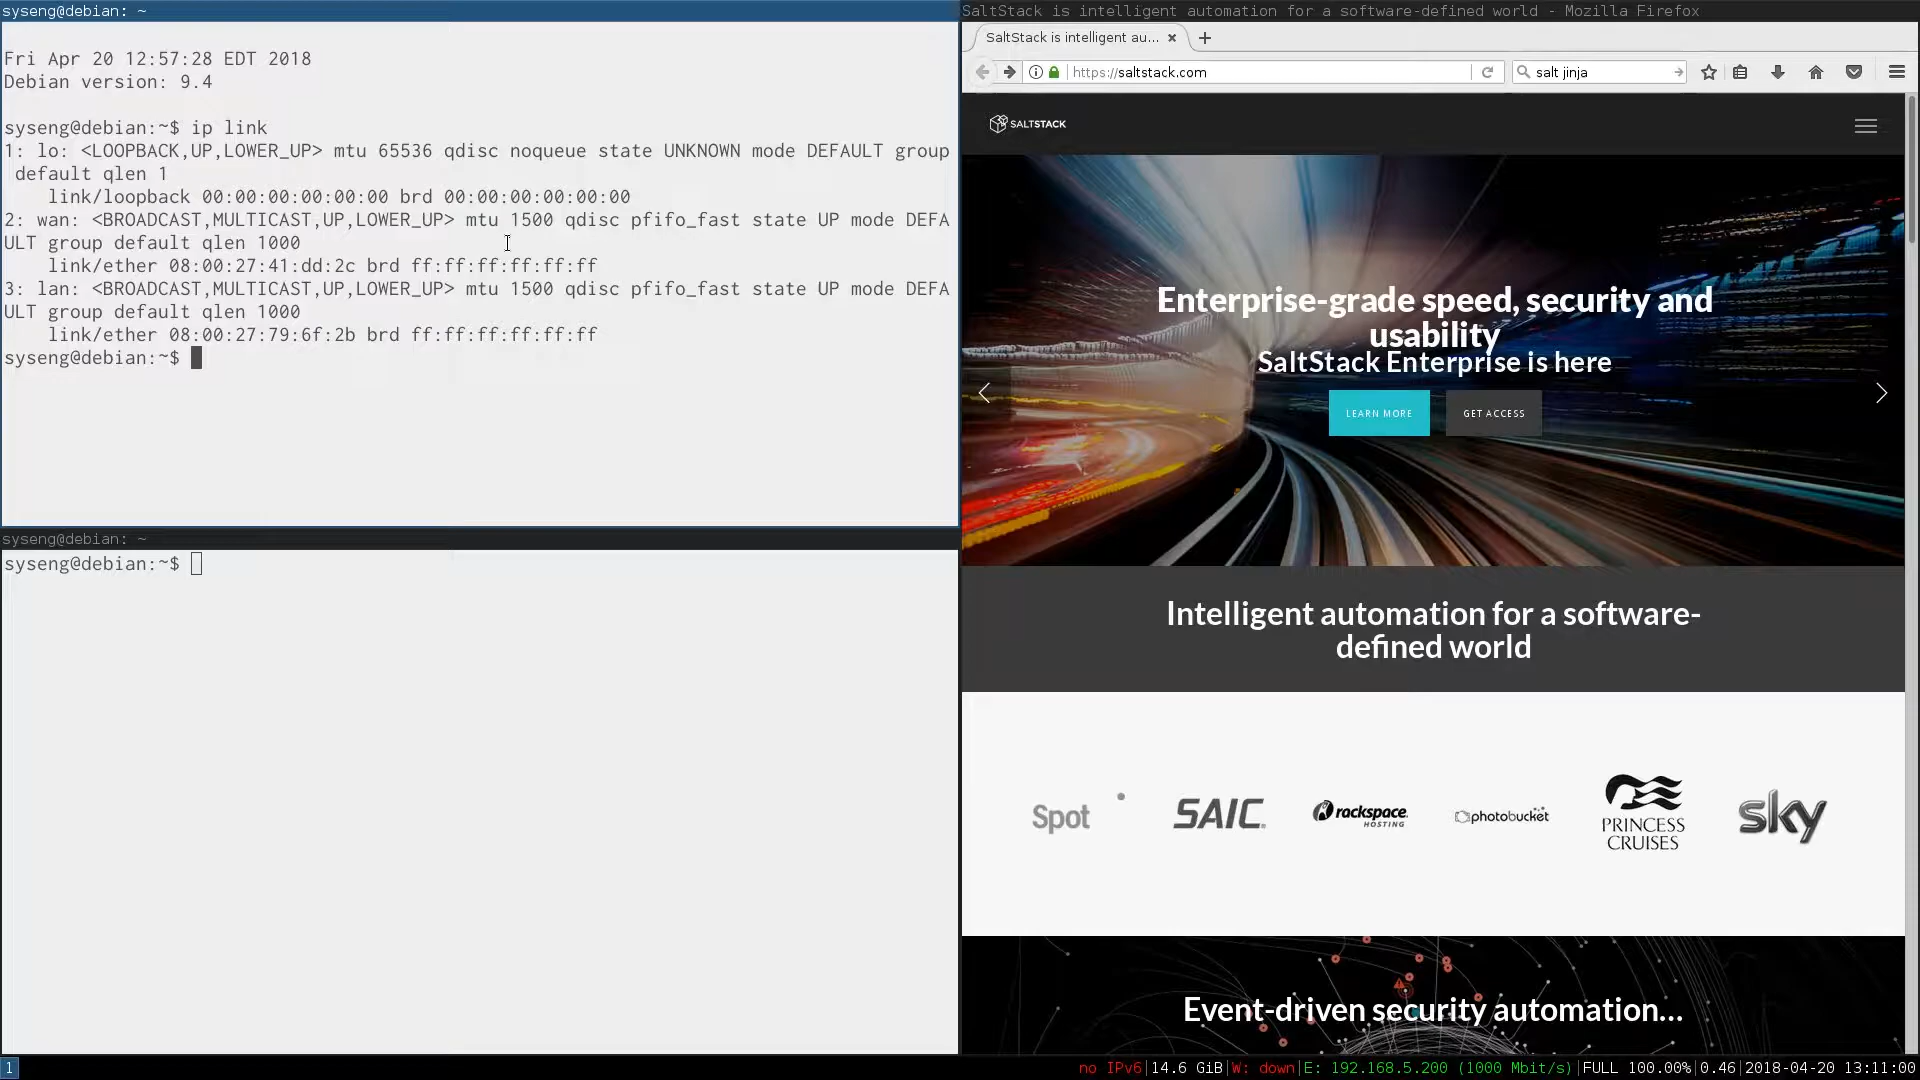 syseng@debian: ~
Fri Apr 20 12:57:28 EDT 2018
Debian version: 9.4
syseng@debian:~$ ip link
1: lo: <LOOPBACK,UP,LOWER_UP> mtu 65536 qdisc noqueue state UNKNOWN mode DEFAULT group
default qlen 1
link/loopback 00:00:00:00:00:00 brd 00:00:00:00:00:00
2: wan: <BROADCAST,MULTICAST,UP,LOWER_UP> mtu 1500 qdisc pfifo_fast state UP mode DEFA
ULT group default qlen 1000
link/ether 08:00:27:41:dd:2c brd ff:ff:ff:ff:ff:ff
3: lan: <BROADCAST,MULTICAST,UP,LOWER_UP> mtu 1500 qdisc pfifo_fast state UP mode DEFA
ULT group default qlen 1000
link/ether 08:00:27:79:6f:2b brd ff:ff:ff:ff:ff:ff
syseng@debian:~$
syseng@debian: ~
syseng@debian:~$
SaltStack is intelligent automation for a software-defined world - Mozilla Firefox
SaltStack is intelligent au...
https://saltstack.com
salt jinja
SALTSTACK
Enterprise-grade speed, security and
usability
SaltStack Enterprise is here
LEARN MORE
GET ACCESS
Intelligent automation for a software-
defined world
Spot
SAIC
rackspace
HOSTING
photobucket
PRINCESS
CRUISES
sky
Event-driven security automation...
1
no IPv6|14.6 GiB|W: down|E: 192.168.5.200 (1000 Mbit/s)|FULL 100.00%|0.46|2018-04-20 13:11:00